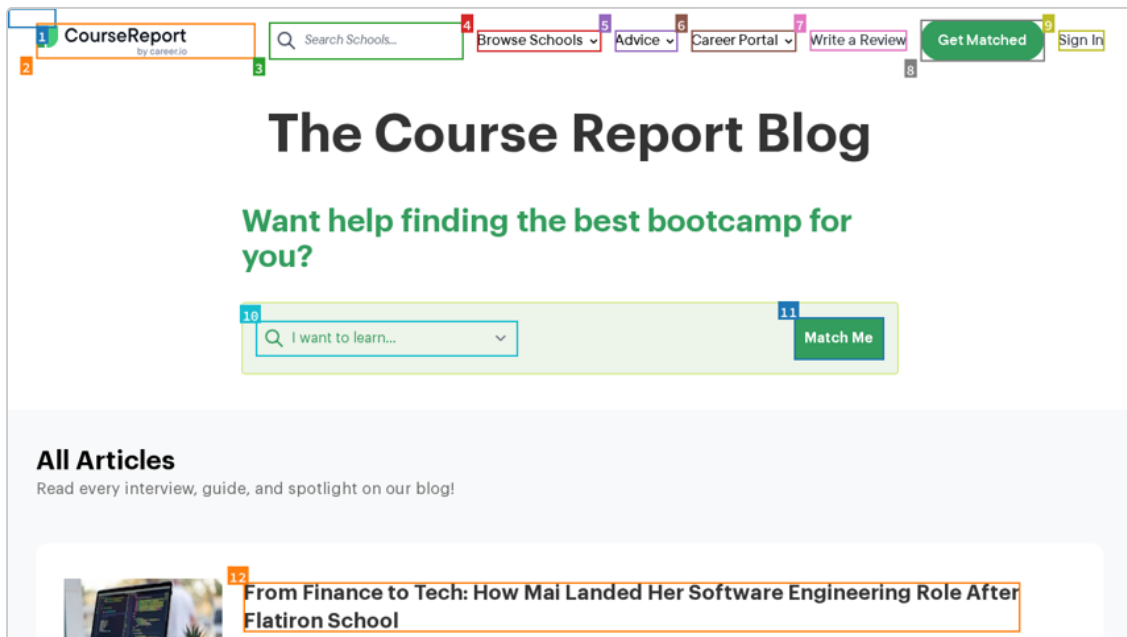 1
CourseReport
by career.io
2
3
Search Schools...
4
Browse Schools
5
Advice
6
Career Portal
7
Write a Review
8
Get Matched
9
Sign In
The Course Report Blog
Want help finding the best bootcamp for
you?
10
I want to learn...
11
Match Me
All Articles
Read every interview, guide, and spotlight on our blog!
12
From Finance to Tech: How Mai Landed Her Software Engineering Role After
Flatiron School